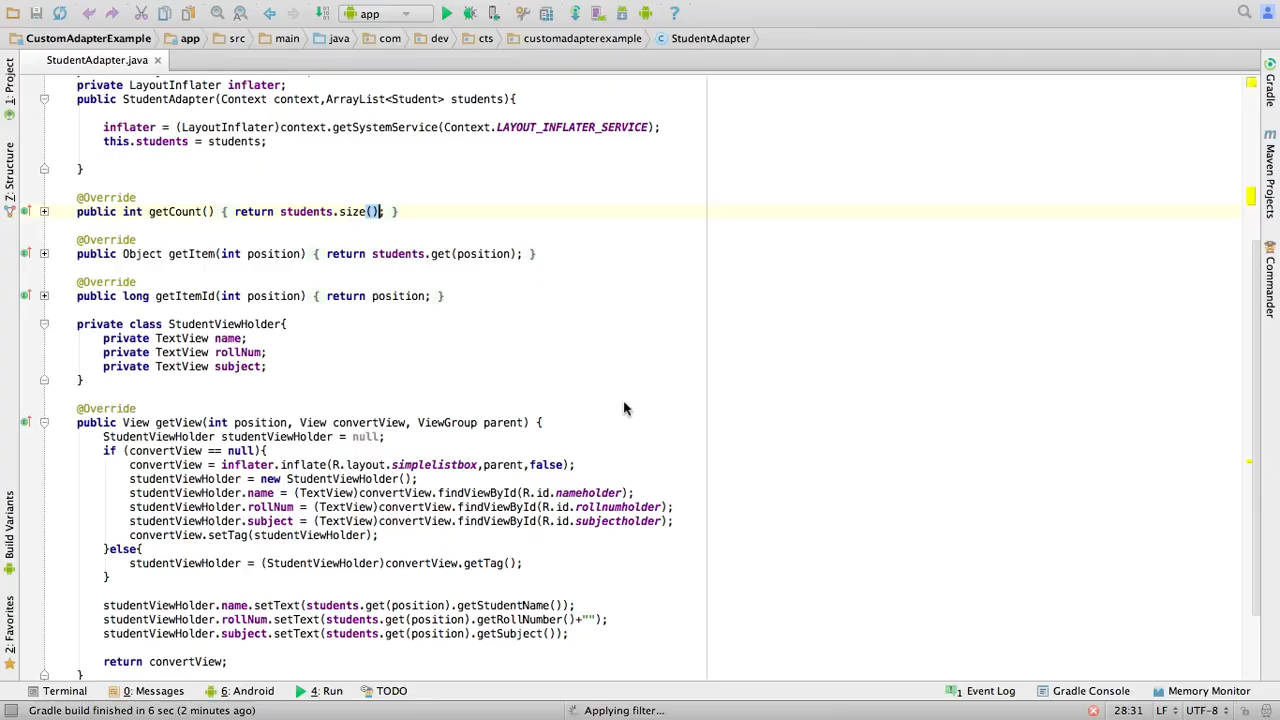 app
CustomAdapterExample app src main java com dev cts customadapterexample StudentAdapter
StudentAdapter.java
1: Project
Z: Structure
Build Variants
2: Favorites
private LayoutInflater inflater;
public StudentAdapter(Context context,ArrayList<Student> students){
inflater = (LayoutInflater)context.getSystemService(Context.LAYOUT_INFLATER_SERVICE);
this.students = students;
}
@Override
public int getCount() { return students.size(); }
@Override
public Object getItem(int position) { return students.get(position); }
@Override
public long getItemId(int position) { return position; }
private class StudentViewHolder{
private TextView name;
private TextView rollNum;
private TextView subject;
}
@Override
public View getView(int position, View convertView, ViewGroup parent) {
StudentViewHolder studentViewHolder = null;
if (convertView == null){
convertView = inflater.inflate(R.layout.simplelistbox,parent,false);
studentViewHolder = new StudentViewHolder();
studentViewHolder.name = (TextView)convertView.findViewById(R.id.nameholder);
studentViewHolder.rollNum = (TextView)convertView.findViewById(R.id.rollnumholder);
studentViewHolder.subject = (TextView)convertView.findViewById(R.id.subjectholder);
convertView.setTag(studentViewHolder);
}else{
studentViewHolder = (StudentViewHolder)convertView.getTag();
}
studentViewHolder.name.setText(students.get(position).getStudentName());
studentViewHolder.rollNum.setText(students.get(position).getRollNumber()+"");
studentViewHolder.subject.setText(students.get(position).getSubject());
return convertView;
}
Gradle
Maven Projects
Commander
Terminal 0: Messages 6: Android 4: Run TODO 1 Event Log Gradle Console Memory Monitor
Gradle build finished in 6 sec (2 minutes ago) Applying filter... 28:31 LF UTF-8